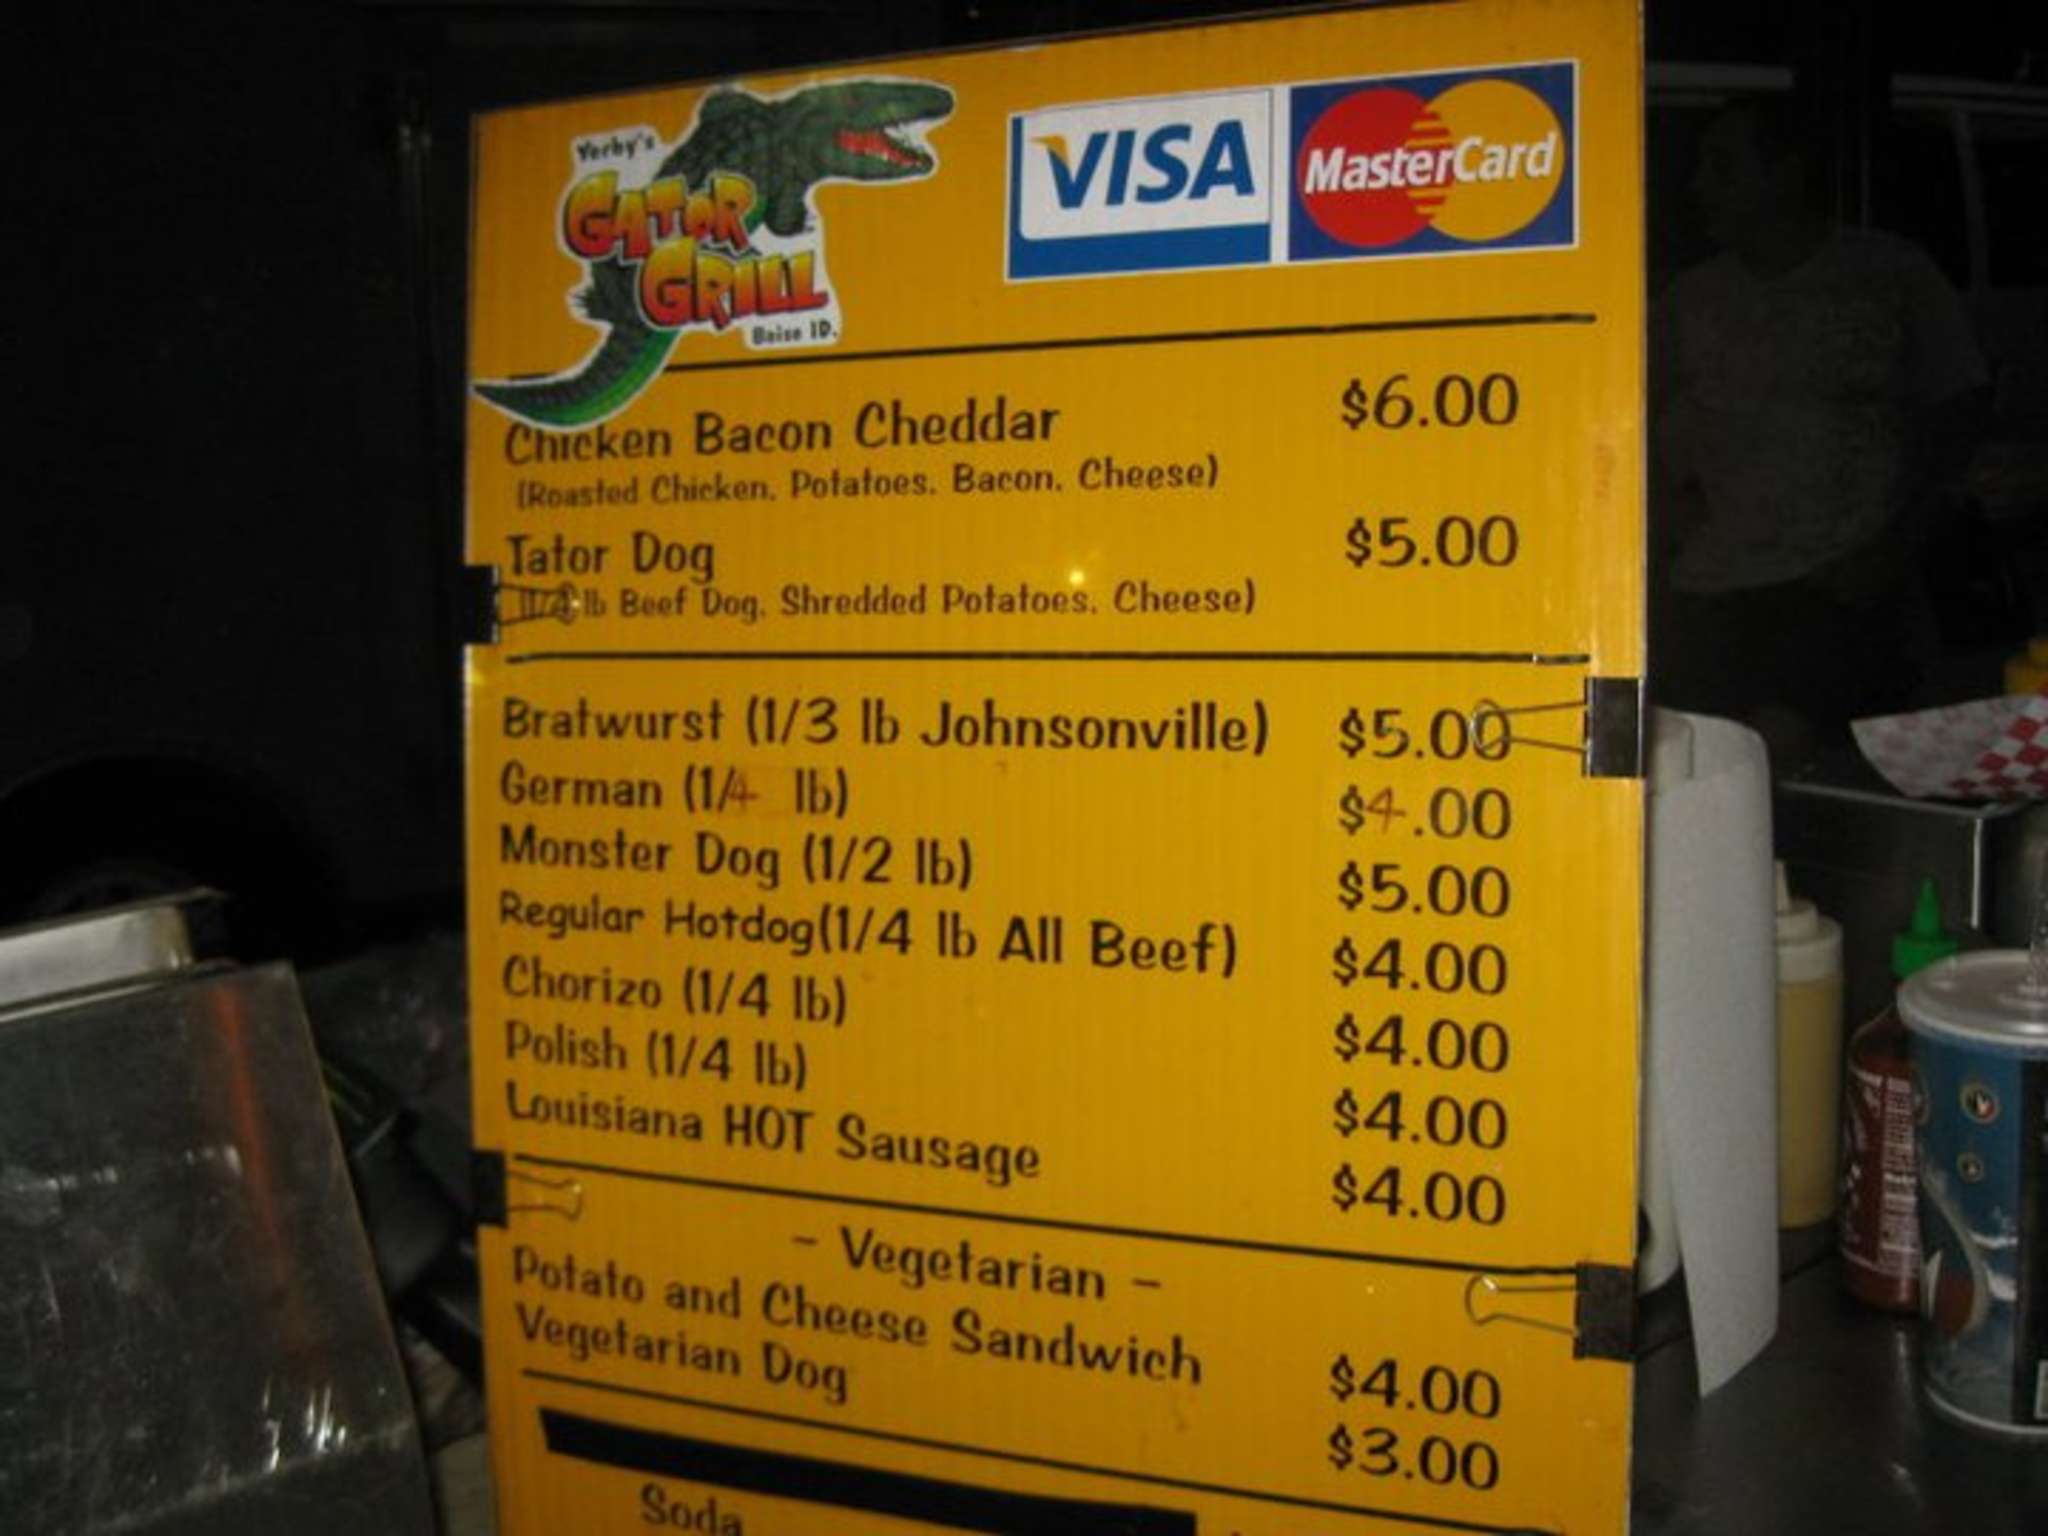 Yerby's
GATOR
GRILL
Boise ID.
VISA
MasterCard
Chicken Bacon Cheddar $6.00
(Roasted Chicken, Potatoes, Bacon, Cheese)
Tator Dog $5.00
(1/4 lb Beef Dog, Shredded Potatoes, Cheese)
Bratwurst (1/3 lb Johnsonville) $5.00
German (1/4 lb) $4.00
Monster Dog (1/2 lb) $5.00
Regular Hotdog(1/4 lb All Beef) $4.00
Chorizo (1/4 lb) $4.00
Polish (1/4 lb) $4.00
Louisiana HOT Sausage $4.00
- Vegetarian -
Potato and Cheese Sandwich $4.00
Vegetarian Dog $3.00
Soda